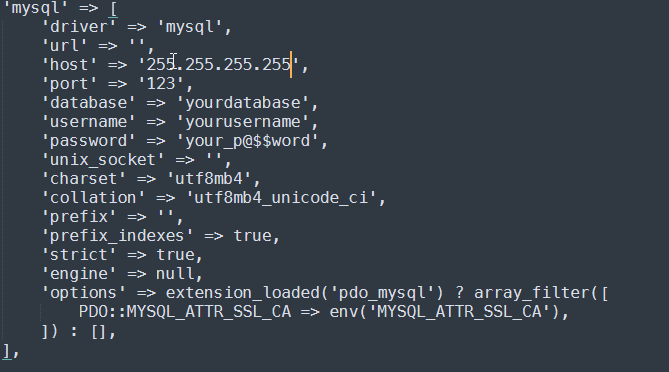 'mysql' => [
    'driver' => 'mysql',
    'url' => '',
    'host' => '255.255.255.255',
    'port' => '123',
    'database' => 'yourdatabase',
    'username' => 'yourusername',
    'password' => 'your_p@$$word',
    'unix_socket' => '',
    'charset' => 'utf8mb4',
    'collation' => 'utf8mb4_unicode_ci',
    'prefix' => '',
    'prefix_indexes' => true,
    'strict' => true,
    'engine' => null,
    'options' => extension_loaded('pdo_mysql') ? array_filter([
        PDO::MYSQL_ATTR_SSL_CA => env('MYSQL_ATTR_SSL_CA'),
    ]) : [],
],